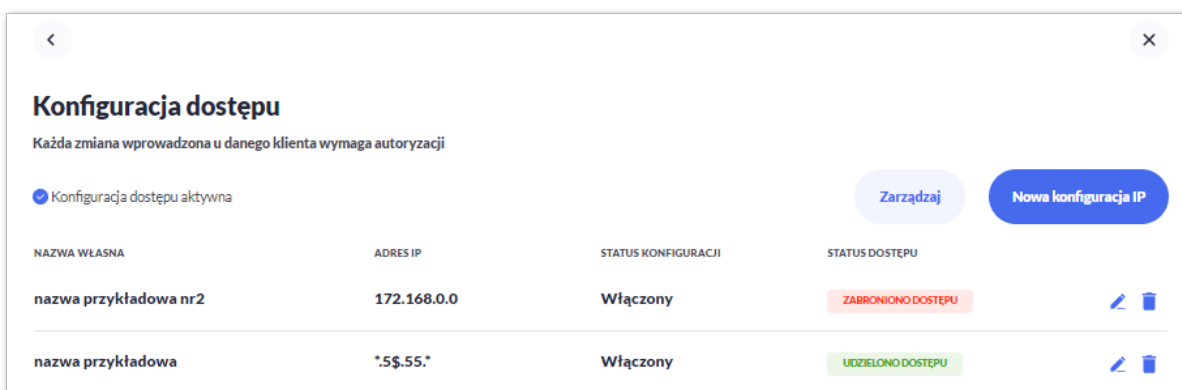 Konfiguracja dostępu
Każda zmiana wprowadzona u danego klienta wymaga autoryzacji
Konfiguracja dostępu aktywna
Zarządzaj
Nowa konfiguracja IP
NAZWA WŁASNA ADRES IP STATUS KONFIGURACJI STATUS DOSTĘPU
nazwa przykładowa nr2 172.168.0.0 Włączony ZABRONIONO DOSTĘPU
nazwa przykładowa *.5$.55.* Włączony UDZIELONO DOSTĘPU